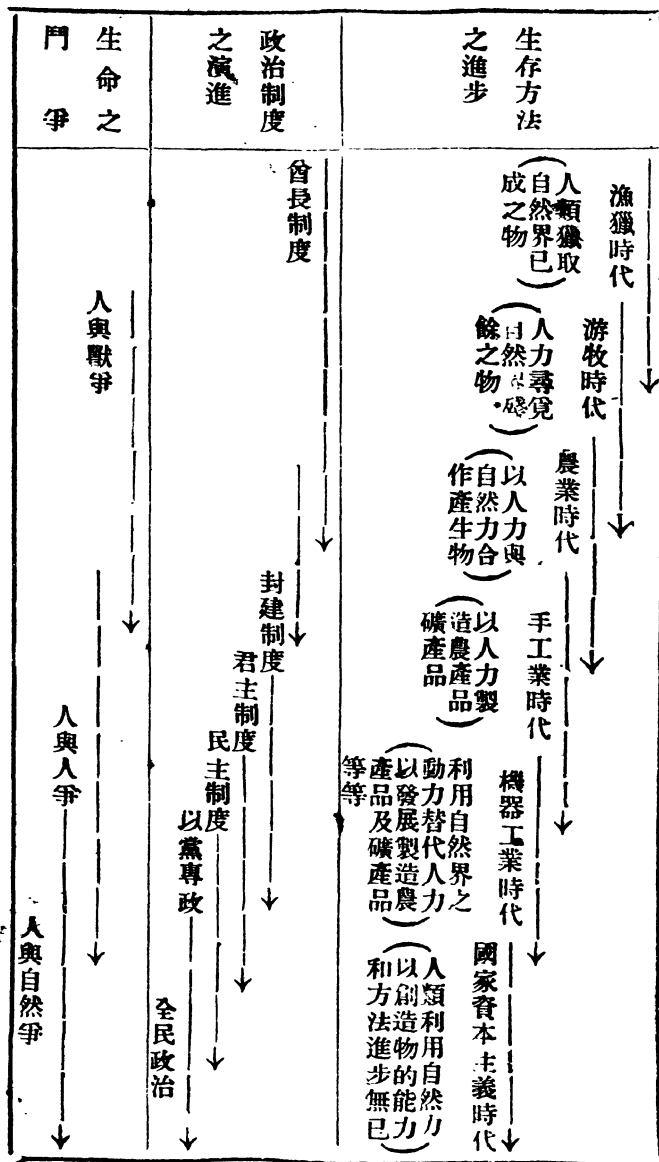 生存方法
之進步
漁獵時代
（人類獵取
自然界已
成之物）
游牧時代
（人力尋覓
自然界殘
餘之物）
農業時代
（以人力與
自然力合
作產生物）
手工業時代
（以人力製
造農產品
礦產品）
機器工業時代
（利用自然界之
動力替代人力
以發展製造農
產品及礦產品
等等）
國家資本主義時代
（人類利用自然力
以創造物的能力
和方法進步無已）
政治制度
之演進
酋長制度
封建制度
君主制度
民主制度
以黨專政
全民政治
生命之
鬥爭
人與獸爭
人與人爭
人與自然爭